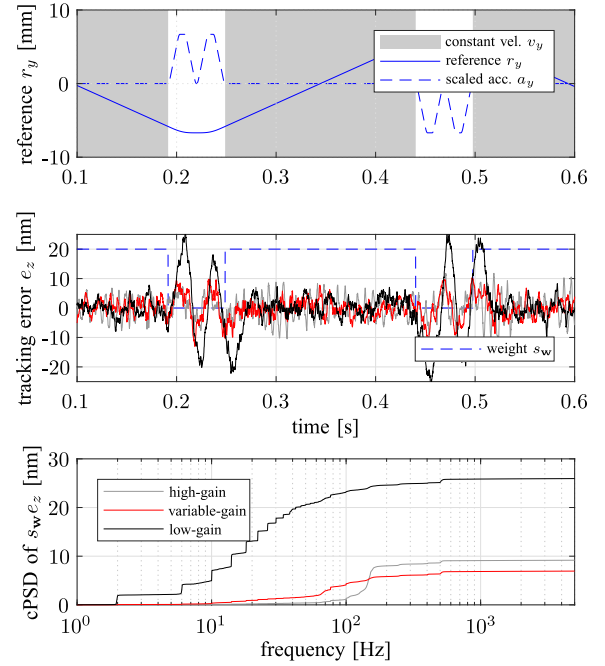 10
0
-10
reference r_y [mm]
constant vel. v_y
reference r_y
scaled acc. a_y
0.1 0.2 0.3 0.4 0.5 0.6
20
10
0
-10
-20
tracking error e_z [nm]
weight s_w
0.1 0.2 0.3 0.4 0.5 0.6
time [s]
30
20
10
0
cPSD of s_w e_z [nm]
high-gain
variable-gain
low-gain
10^0 10^1 10^2 10^3
frequency [Hz]